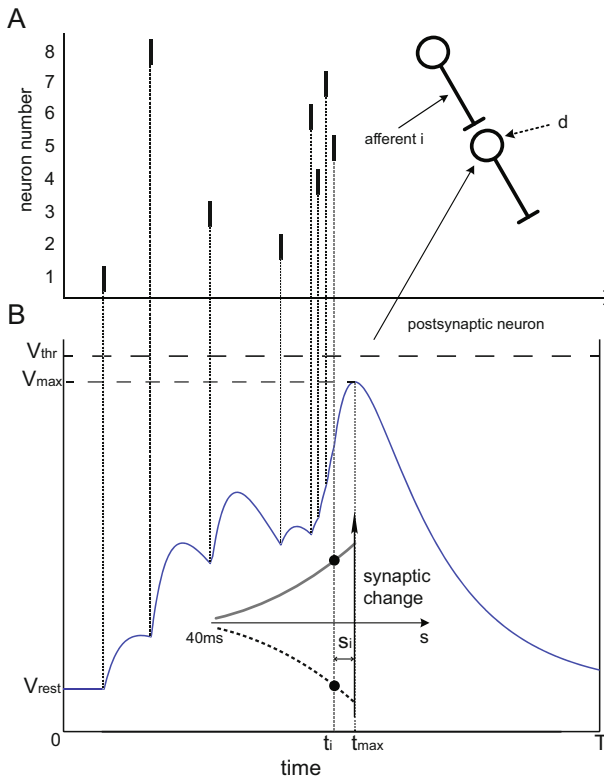 A
neuron number
8
7
6
5
4
3
2
1
afferent i
d
B
postsynaptic neuron
Vthr
Vmax
synaptic
change
40ms
s
si
Vrest
0
ti
tmax
T
time